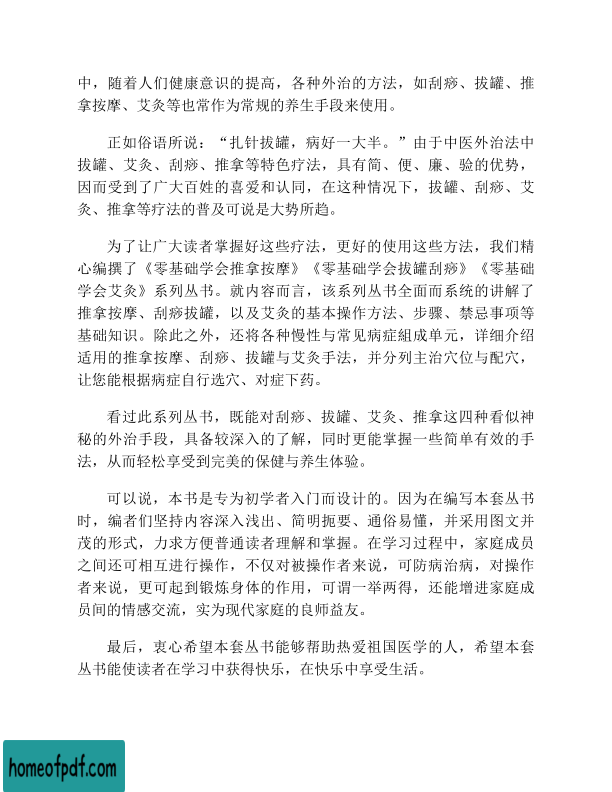 中，随着人们健康意识的提高，各种外治的方法，如刮痧、拔罐、推
拿按摩、艾灸等也常作为常规的养生手段来使用。
正如俗语所说：“扎针拔罐，病好一大半。”由于中医外治法中
拔罐、艾灸、刮痧、推拿等特色疗法，具有简、便、廉、验的优势，
因而受到了广大百姓的喜爱和认同，在这种情况下，拔罐、刮痧、艾
灸、推拿等疗法的普及可说是大势所趋。
为了让广大读者掌握好这些疗法，更好的使用这些方法，我们精
心编撰了《零基础学会推拿按摩》《零基础学会拔罐刮痧》《零基础
学会艾灸》系列丛书。就内容而言，该系列丛书全面而系统的讲解了
推拿按摩、刮痧拔罐，以及艾灸的基本操作方法、步骤、禁忌事项等
基础知识。除此之外，还将各种慢性与常见病症組成单元，详细介绍
适用的推拿按摩、刮痧、拔罐与艾灸手法，并分列主治穴位与配穴，
让您能根据病症自行选穴、对症下药。
看过此系列丛书，既能对刮痧、拔罐、艾灸、推拿这四种看似神
秘的外治手段，具备较深入的了解，同时更能掌握一些简单有效的手
法，从而轻松享受到完美的保健与养生体验。
可以说，本书是专为初学者入门而设计的。因为在编写本套丛书
时，编者们坚持内容深入浅出、简明扼要、通俗易懂，并采用图文并
茂的形式，力求方便普通读者理解和掌握。在学习过程中，家庭成员
之间还可相互进行操作，不仅对被操作者来说，可防病治病，对操作
者来说，更可起到锻炼身体的作用，可谓一举两得，还能增进家庭成
员间的情感交流，实为现代家庭的良师益友。
最后，衷心希望本套丛书能够帮助热爱祖国医学的人，希望本套
丛书能使读者在学习中获得快乐，在快乐中享受生活。
homeofpdf.com